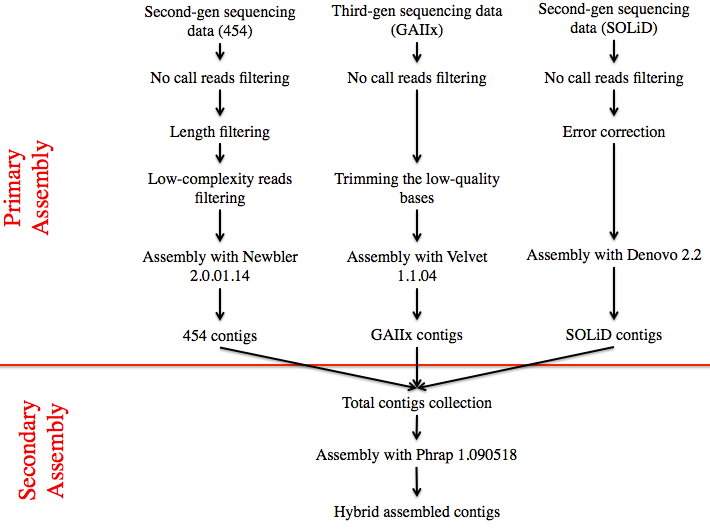 Second-gen sequencing
data (454)
Third-gen sequencing data
(GAIIx)
Second-gen sequencing
data (SOLiD)
No call reads filtering
No call reads filtering
No call reads filtering
Length filtering
Error correction
Low-complexity reads
filtering
Trimming the low-quality
bases
Assembly with Newbler
2.0.01.14
Assembly with Velvet
1.1.04
Assembly with Denovo 2.2
454 contigs
GAIIx contigs
SOLiD contigs
Primary
Assembly
Total contigs collection
Assembly with Phrap 1.090518
Hybrid assembled contigs
Secondary
Assembly